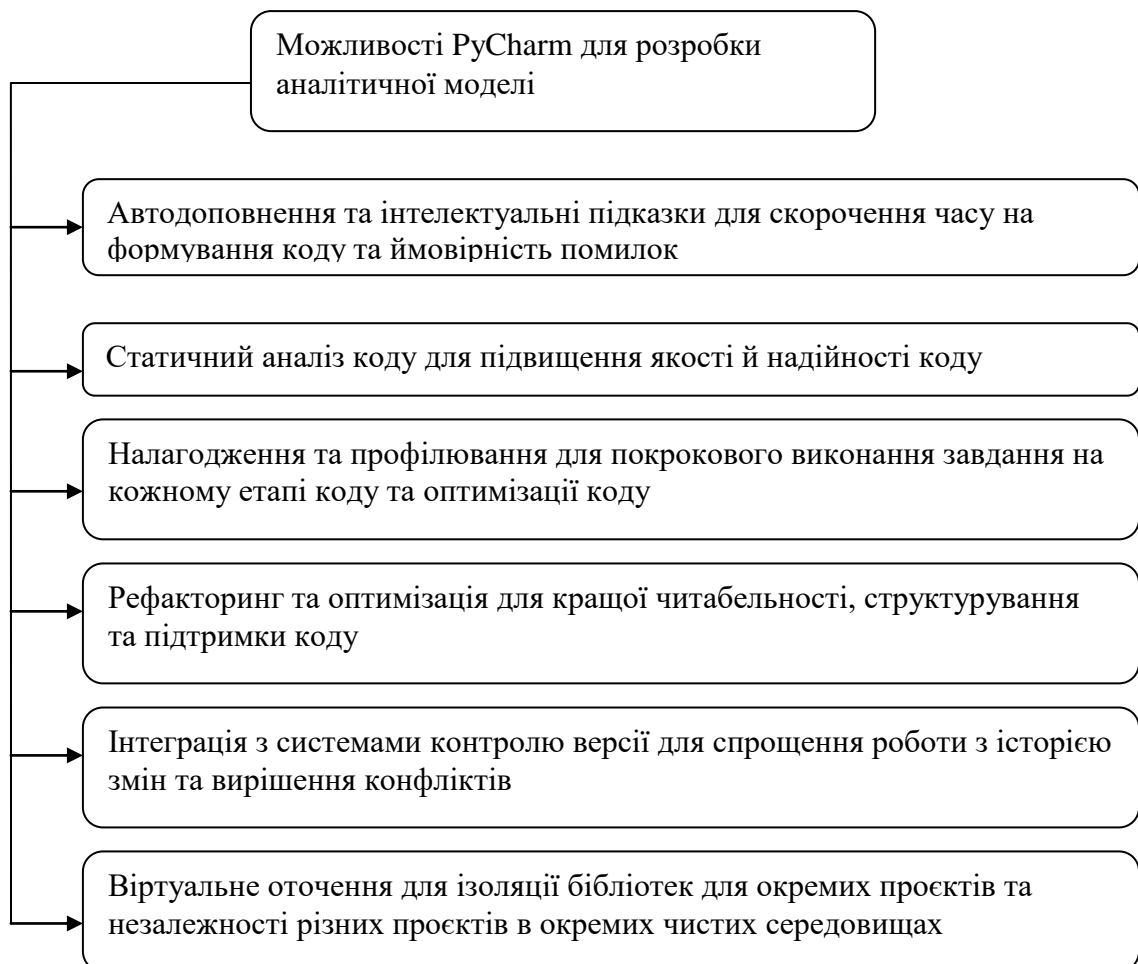 Можливості PyCharm для розробки
аналітичної моделі
Автодоповнення та інтелектуальні підказки для скорочення часу на
формування коду та ймовірність помилок
Статичний аналіз коду для підвищення якості й надійності коду
Налагодження та профілювання для покрокового виконання завдання на
кожному етапі коду та оптимізації коду
Рефакторинг та оптимізація для кращої читабельності, структурування
та підтримки коду
Інтеграція з системами контролю версії для спрощення роботи з історією
змін та вирішення конфліктів
Віртуальне оточення для ізоляції бібліотек для окремих проєктів та
незалежності різних проєктів в окремих чистих середовищах